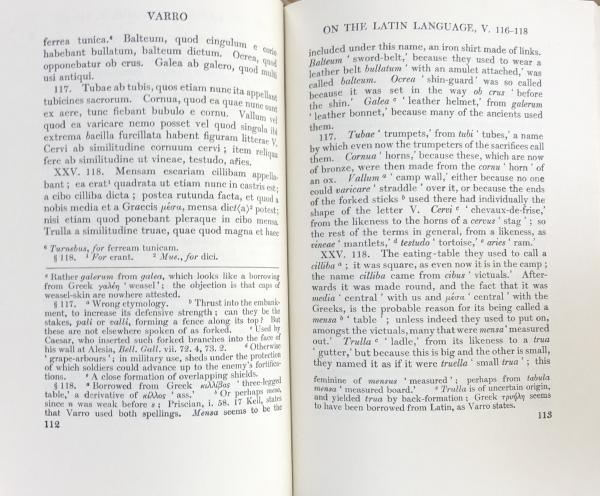 VARRO
ferrea tunica.⁶ Balteum, quod cingulum e corio
habebant bullatum, balteum dictum. Ocrea, quod
opponebatur ob crus. Galea ab galero, quod multi
usi antiqui.
117. Tubae ab tubis, quos etiam nunc ita appellant
tubicines sacrorum. Cornua, quod ea quae nunc sunt
ex aere, tunc fiebant bubulo e cornu. Vallum vel
quod ea varicare nemo posset vel quod singula ibi
extrema bacilla furcillata habent figuram litterae V.
Cervi ab similitudine cornuum cervi; item reliqua
fere ab similitudine ut vineae, testudo, aries.
XXV. 118. Mensam escariam cillibam appella-
bant; ea erat¹ quadrata ut etiam nunc in castris est;
a cibo cilliba dicta; postea rutunda facta, et quod a
nobis media et a Graecis μέσα, mensa dici⟨a⟩² potest;
nisi etiam quod ponebant pleraque in cibo mensa.
Trulla a similitudine truae, quae quod magna et haec
⁶ Turnebus, for ferream tunicam.
§ 118. ¹ For erant. ² Mue., for dici.
ᵈ Rather galerum from galea, which looks like a borrowing
from Greek γαλέη ' weasel '; the objection is that caps of
weasel-skin are nowhere attested.
§ 117. ᵃ Wrong etymology. ᵇ Thrust into the embank-
ment, to increase its defensive strength; can they be the
stakes, pali or valli, forming a fence along its top? But
these are not elsewhere spoken of as forked. ᶜ Used by
Caesar, who inserted such forked branches into the face of
his wall at Alesia, Bell. Gall. vii. 72. 4, 73. 2. ᵈ Otherwise
' grape-arbours '; in military use, sheds under the protection
of which soldiers could advance up to the enemy's fortifica-
tions. ᵉ A close formation of overlapping shields.
§ 118. ᵃ Borrowed from Greek κιλλίβας ' three-legged
table,' a derivative of κίλλος ' ass.' ᵇ Or perhaps mesa,
since n was weak before s; Priscian, i. 58. 17 Keil, states
that Varro used both spellings. Mensa seems to be the
112
ON THE LATIN LANGUAGE, V. 116–118
included under this name, an iron shirt made of links.
Balteum ' sword-belt,' because they used to wear a
leather belt bullatum ' with an amulet attached,' was
called balteum. Ocrea ' shin-guard ' was so called
because it was set in the way ob crus ' before
the shin.' Galea ᵈ ' leather helmet,' from galerum
' leather bonnet,' because many of the ancients used
them.
117. Tubae ' trumpets,' from tubi ' tubes,' a name
by which even now the trumpeters of the sacrifices call
them. Cornua ' horns,' because these, which are now
of bronze, were then made from the cornu ' horn ' of
an ox. Vallum ᵃ ' camp wall,' either because no one
could varicare ' straddle ' over it, or because the ends
of the forked sticks ᵇ used there had individually the
shape of the letter V. Cervi ᶜ ' chevaux-de-frise,'
from the likeness to the horns of a cervus ' stag '; so
the rest of the terms in general, from a likeness, as
vineae ' mantlets,' ᵈ testudo ' tortoise,' ᵉ aries ' ram.'
XXV. 118. The eating-table they used to call a
cilliba ᵃ; it was square, as even now it is in the camp;
the name cilliba came from cibus ' victuals.' After-
wards it was made round, and the fact that it was
media ' central ' with us and μέσα ' central ' with the
Greeks, is the probable reason for its being called a
mensa ᵇ ' table '; unless indeed they used to put on,
amongst the victuals, many that were mensa ' measured
out.' Trulla ᶜ ' ladle,' from its likeness to a trua
' gutter,' but because this is big and the other is small,
they named it as if it were truella ' small trua '; this
feminine of mensus ' measured '; perhaps from tabula
mensa ' measured board.' ᶜ Trulla is of uncertain origin,
and yielded trua by back-formation; Greek τρυήλη seems
to have been borrowed from Latin, as Varro states.
113